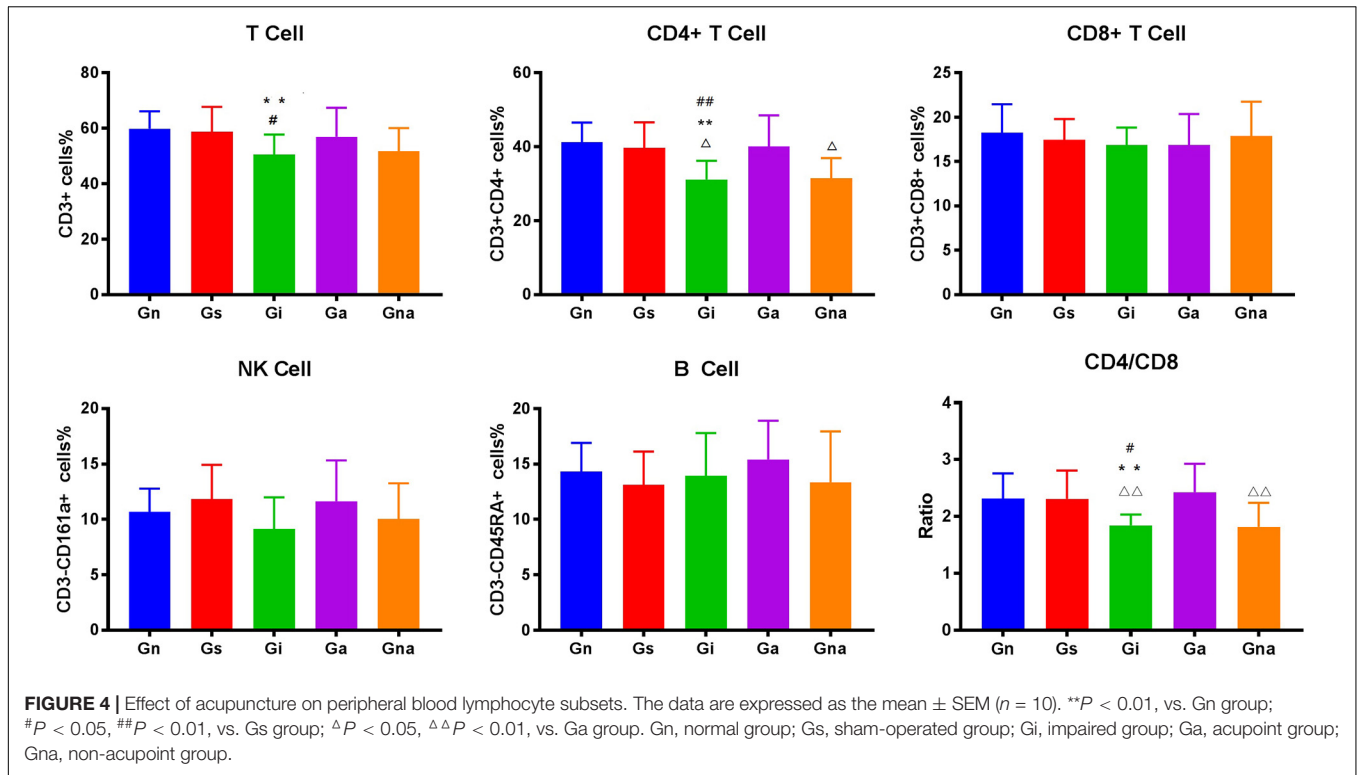 T Cell
CD3+ cells%
80
60
40
20
0
* *
#
Gn Gs Gi Ga Gna
CD4+ T Cell
CD3+CD4+ cells%
60
40
20
0
##
**
△
△
Gn Gs Gi Ga Gna
CD8+ T Cell
CD3+CD8+ cells%
25
20
15
10
5
0
Gn Gs Gi Ga Gna
NK Cell
CD3-CD161a+ cells%
20
15
10
5
0
Gn Gs Gi Ga Gna
B Cell
CD3-CD45RA+ cells%
20
15
10
5
0
Gn Gs Gi Ga Gna
CD4/CD8
Ratio
4
3
2
1
0
#
* *
△△
△△
Gn Gs Gi Ga Gna
FIGURE 4 | Effect of acupuncture on peripheral blood lymphocyte subsets. The data are expressed as the mean ± SEM (n = 10). **P < 0.01, vs. Gn group;
#P < 0.05, ##P < 0.01, vs. Gs group; △P < 0.05, △△P < 0.01, vs. Ga group. Gn, normal group; Gs, sham-operated group; Gi, impaired group; Ga, acupoint group;
Gna, non-acupoint group.